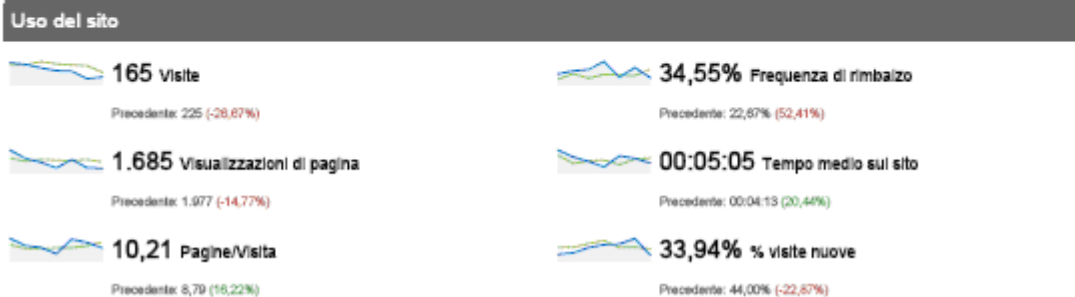 Uso del sito
165 Visite
Precedente: 225 (-26,67%)
34,55% Frequenza di rimbalzo
Precedente: 22,67% (52,41%)
1.685 Visualizzazioni di pagina
Precedente: 1.977 (-14,77%)
00:05:05 Tempo medio sul sito
Precedente: 00:04:13 (20,44%)
10,21 Pagine/Visita
Precedente: 8,79 (16,22%)
33,94% % visite nuove
Precedente: 44,00% (-22,87%)